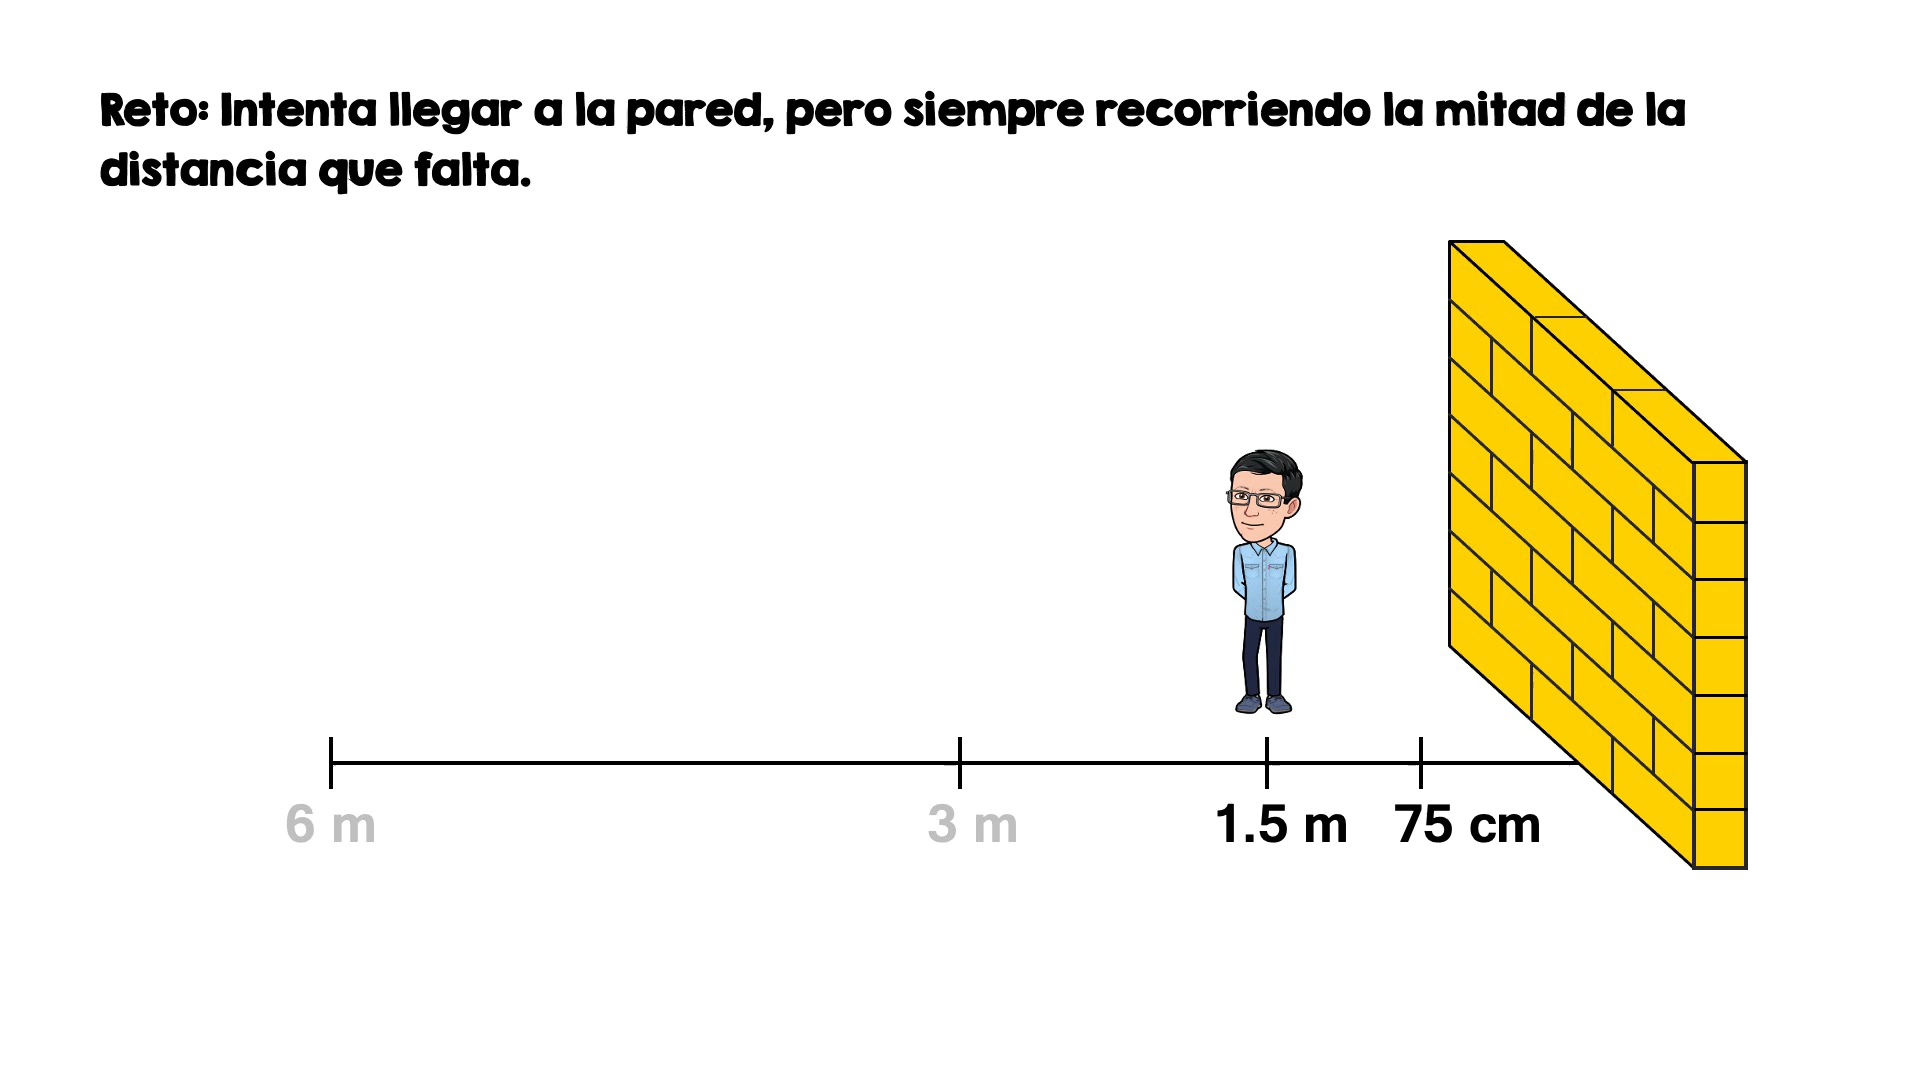 Reto: Intenta llegar a la pared, pero siempre recorriendo la mitad de la
distancia que falta.
6 m 3 m 1.5 m 75 cm